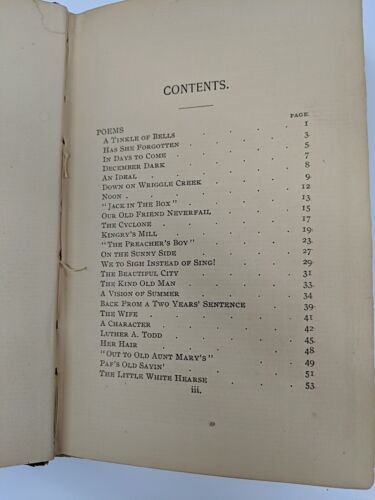 CONTENTS.
PAGE.
POEMS
A TINKLE OF BELLS . . . . 1
HAS SHE FORGOTTEN . . . . 3
IN DAYS TO COME . . . . 5
DECEMBER DARK . . . . 7
AN IDEAL . . . . 8
DOWN ON WRIGGLE CREEK . . . 9
NOON . . . . . 12
"JACK IN THE BOX" . . . . 13
OUR OLD FRIEND NEVERFAIL . . . 15
THE CYCLONE . . . . 17
KINGRY'S MILL . . . . 19
"THE PREACHER'S BOY" . . . 23
ON THE SUNNY SIDE . . . . 27
WE TO SIGH INSTEAD OF SING! . . . 29
THE BEAUTIFUL CITY . . . . 31
THE KIND OLD MAN . . . . 33
A VISION OF SUMMER . . . . 34
BACK FROM A TWO YEARS' SENTENCE . . 39
THE WIFE . . . . 41
A CHARACTER . . . . 42
LUTHER A. TODD . . . . 45
HER HAIR . . . . 48
"OUT TO OLD AUNT MARY'S" . . . 49
PAP'S OLD SAYIN' . . . . 51
THE LITTLE WHITE HEARSE . . . 53
iii.